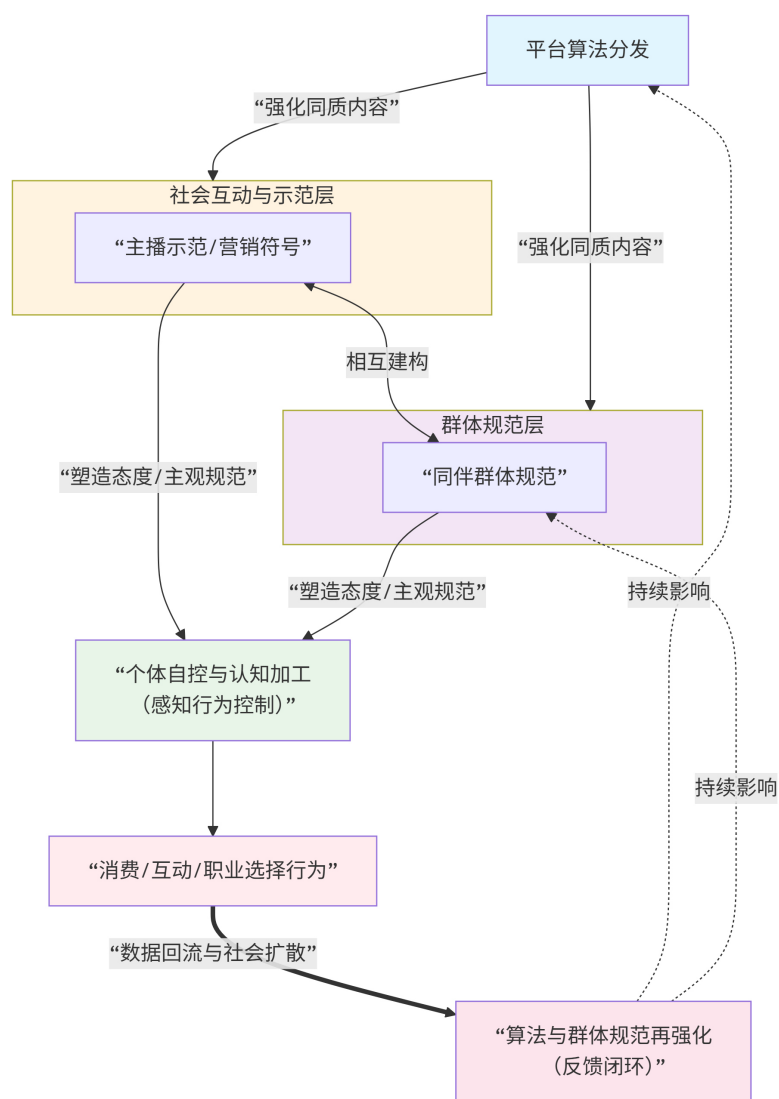 平台算法分发
“强化同质内容”
社会互动与示范层
“主播示范/营销符号”
“强化同质内容”
相互建构
群体规范层
“同伴群体规范”
“塑造态度/主观规范”
“塑造态度/主观规范”
持续影响
“个体自控与认知加工
（感知行为控制）”
持续影响
“消费/互动/职业选择行为”
“数据回流与社会扩散”
“算法与群体规范再强化
（反馈闭环）”